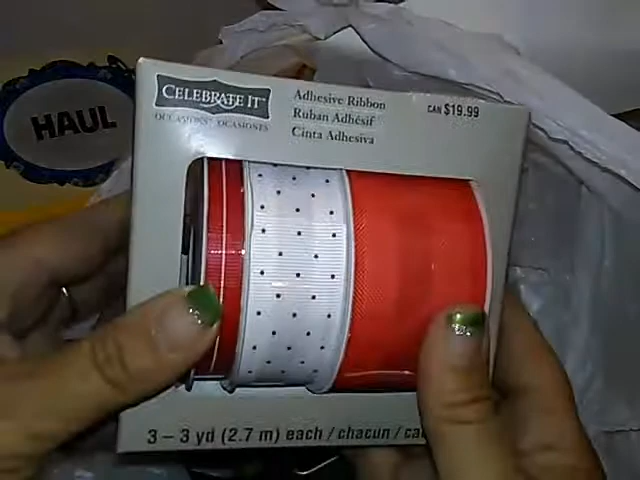 HAUL
CELEBRATE IT
OCCASIONS · OCASIONES
Adhesive Ribbon
Ruban Adhésif
Cinta Adhesiva
CAN $19.99
3 – 3 yd (2.7 m) each / chacun /